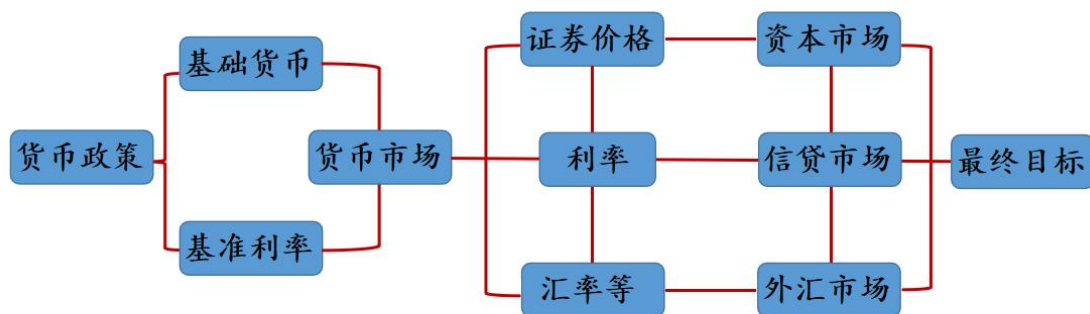 货币政策
基础货币
基准利率
货币市场
证券价格
利率
汇率等
资本市场
信贷市场
外汇市场
最终目标